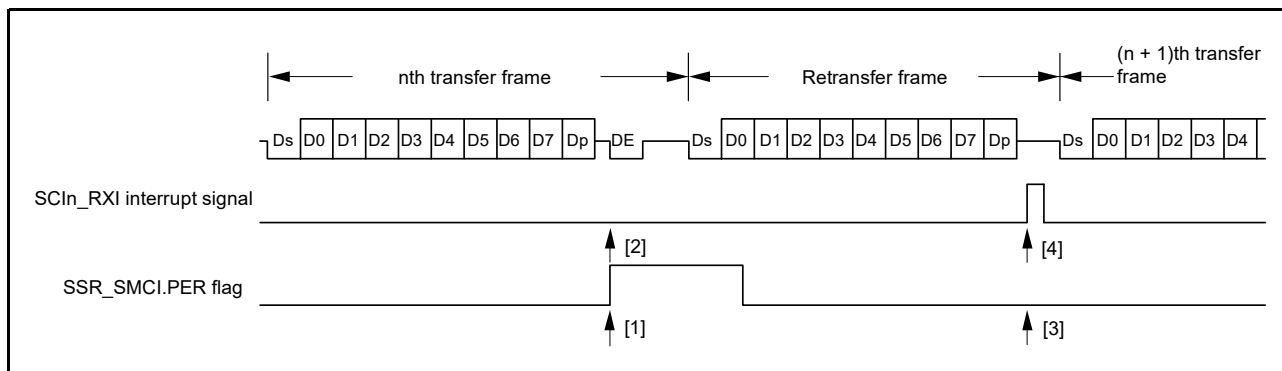 nth transfer frame
Retransfer frame
(n + 1)th transfer
frame
Ds D0 D1 D2 D3 D4 D5 D6 D7 Dp DE Ds D0 D1 D2 D3 D4 D5 D6 D7 Dp Ds D0 D1 D2 D3 D4
SCIn_RXI interrupt signal
[2] [4]
SSR_SMCI.PER flag
[1] [3]